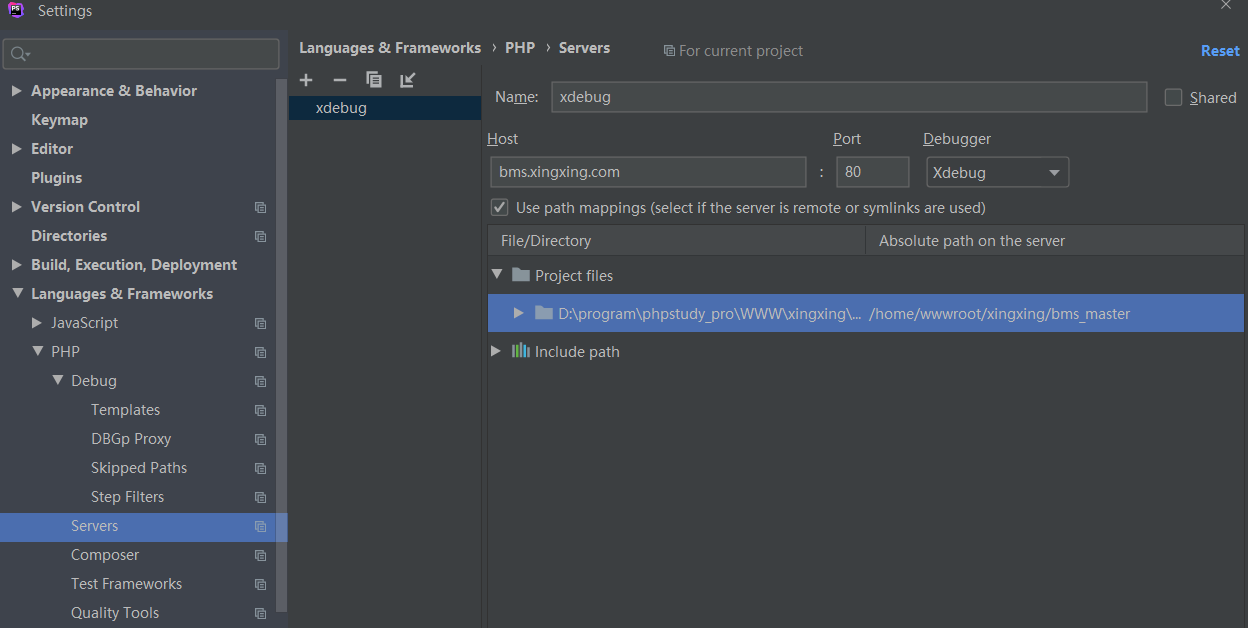 Settings
Appearance & Behavior
Keymap
Editor
Plugins
Version Control
Directories
Build, Execution, Deployment
Languages & Frameworks
JavaScript
PHP
Debug
Templates
DBGp Proxy
Skipped Paths
Step Filters
Servers
Composer
Test Frameworks
Quality Tools
Languages & Frameworks › PHP › Servers
For current project
Reset
xdebug
Name: xdebug
Shared
Host Port Debugger
bms.xingxing.com : 80 Xdebug
Use path mappings (select if the server is remote or symlinks are used)
File/Directory Absolute path on the server
Project files
D:\program\phpstudy_pro\WWW\xingxing\... /home/wwwroot/xingxing/bms_master
Include path